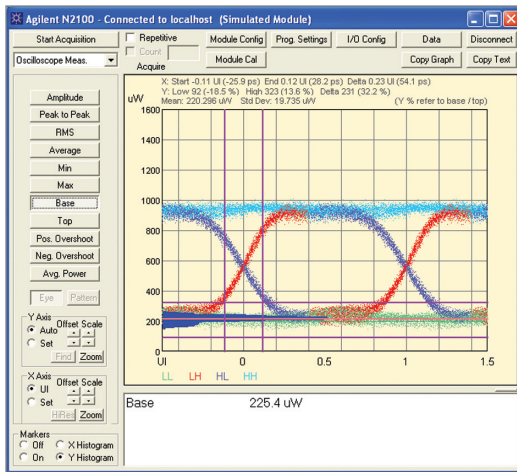 Agilent N2100 - Connected to localhost (Simulated Module)
Start Acquisition
Repetitive
Count
Acquire
Module Config
Prog. Settings
I/O Config
Data
Disconnect
Oscilloscope Meas.
Module Cal
Copy Graph
Copy Text
Amplitude
Peak to Peak
RMS
Average
Min
Max
Base
Top
Pos. Overshoot
Neg. Overshoot
Avg. Power
Eye
Pattern
Y Axis
Auto
Offset Scale
Set
Find
Zoom
X Axis
UI
Offset Scale
Set
HiRes
Zoom
Markers
Off
X Histogram
On
Y Histogram
X: Start -0.11 UI (-25.9 ps) End 0.12 UI (28.2 ps) Delta 0.23 UI (54.1 ps)
uW
Y: Low 92 (-18.5 %) High 323 (13.6 %) Delta 231 (32.2 %)
Mean: 220.296 uW Std Dev: 19.735 uW (Y % refer to base / top)
1600
1400
1200
1000
800
600
400
200
0
UI 0 0.5 1 1.5
LL LH HL HH
Base 225.4 uW